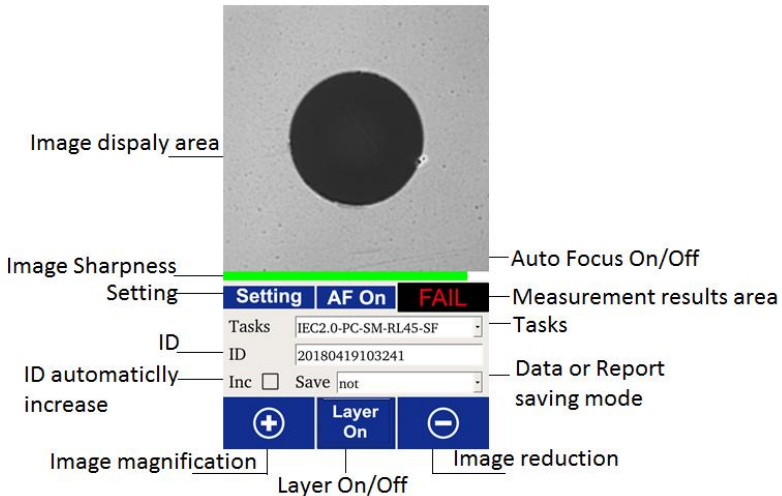 Image dispaly area
Auto Focus On/Off
Image Sharpness
Setting
Setting AF On FAIL
Measurement results area
Tasks IEC2.0-PC-SM-RL45-SF
Tasks
ID
ID 20180419103241
ID automaticlly
increase
Inc Save not
Data or Report
saving mode
Layer
On
Image magnification
Image reduction
Layer On/Off